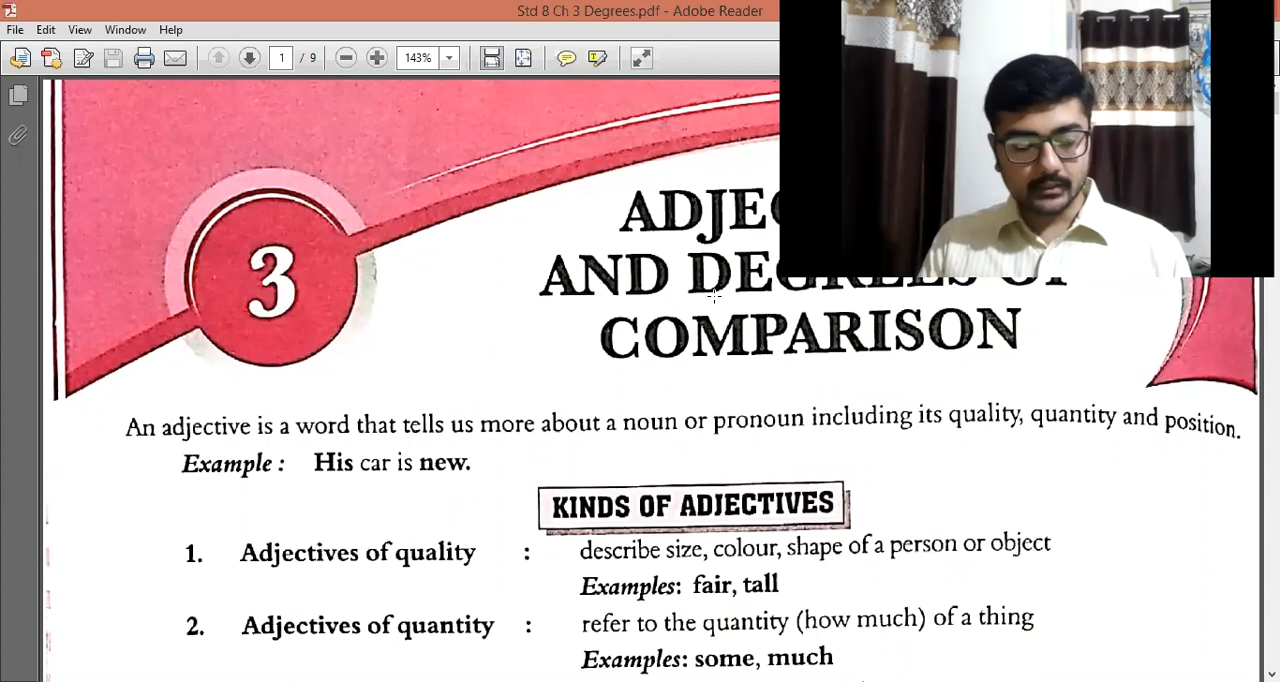 Std 8 Ch 3 Degrees.pdf - Adobe Reader
File Edit View Window Help
1 / 9 143%
3
AND DEGREES OF
COMPARISON
An adjective is a word that tells us more about a noun or pronoun including its quality, quantity and position.
Example : His car is new.
KINDS OF ADJECTIVES
1. Adjectives of quality : describe size, colour, shape of a person or object
Examples: fair, tall
2. Adjectives of quantity : refer to the quantity (how much) of a thing
Examples: some, much